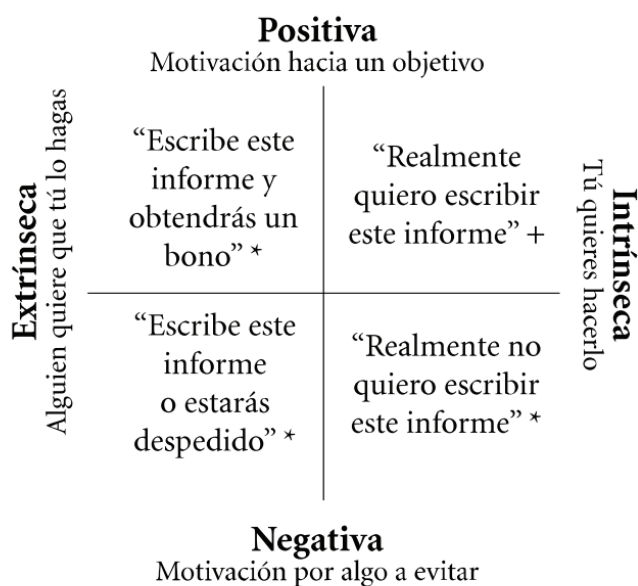 Positiva
Motivación hacia un objetivo
Extrínseca
Alguien quiere que tú lo hagas
“Escribe este
informe y
obtendrás un
bono” *
“Realmente
quiero escribir
este informe” +
Intrínseca
Tú quieres hacerlo
“Escribe este
informe
o estarás
despedido” *
“Realmente no
quiero escribir
este informe” *
Negativa
Motivación por algo a evitar